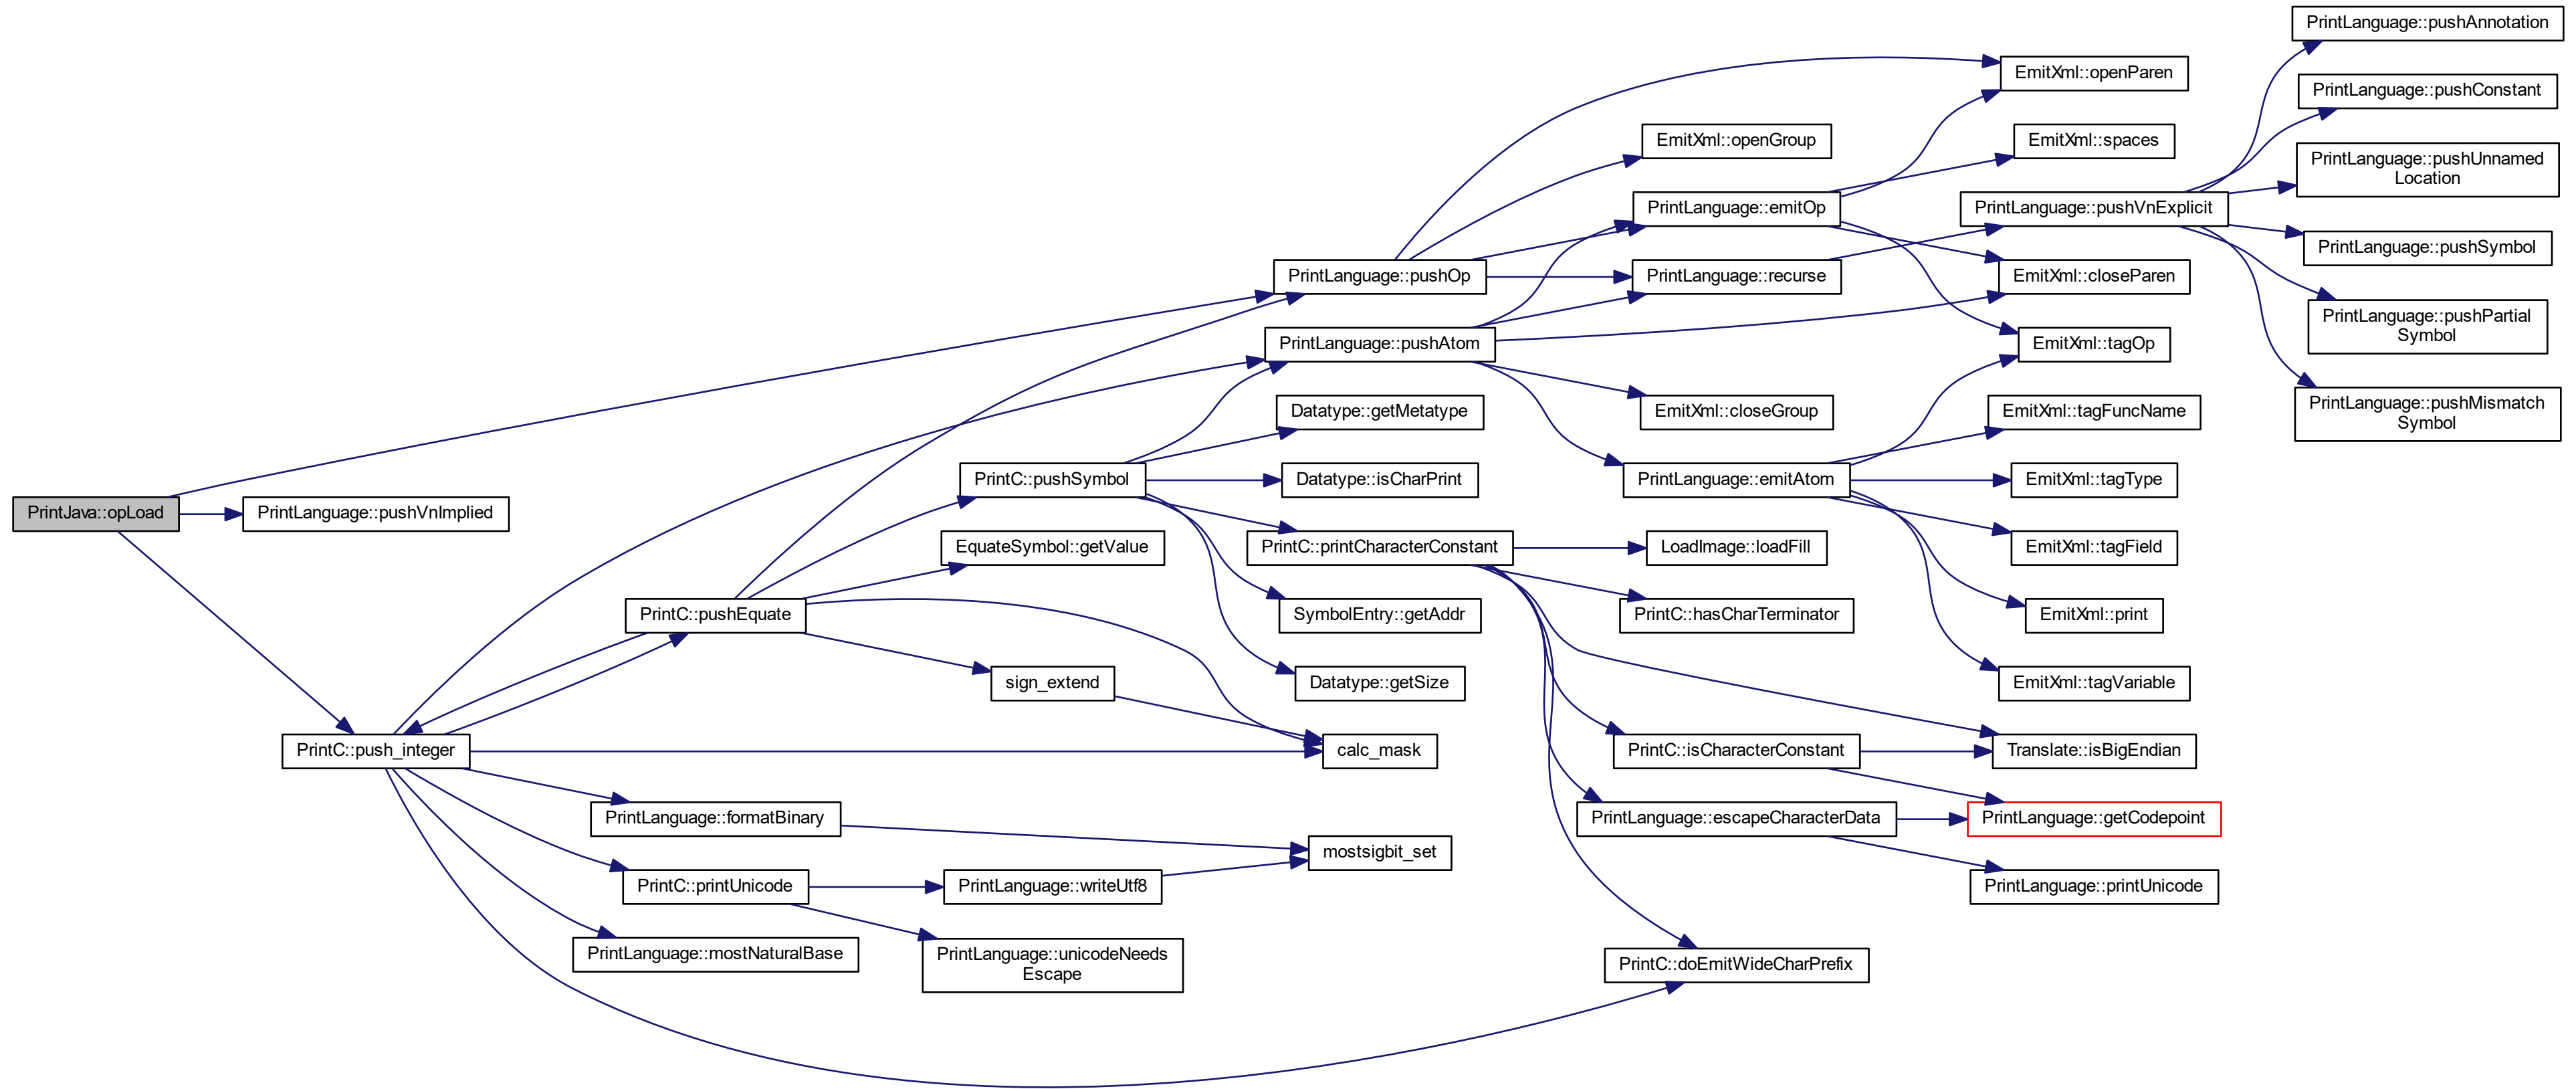 PrintJava::opLoad
PrintLanguage::pushVnImplied
PrintC::push_integer
PrintC::pushEquate
PrintLanguage::formatBinary
PrintC::printUnicode
PrintLanguage::mostNaturalBase
PrintC::pushSymbol
EquateSymbol::getValue
sign_extend
PrintLanguage::writeUtf8
PrintLanguage::unicodeNeeds
Escape
PrintLanguage::pushOp
PrintLanguage::pushAtom
Datatype::getMetatype
Datatype::isCharPrint
PrintC::printCharacterConstant
SymbolEntry::getAddr
Datatype::getSize
calc_mask
mostsigbit_set
EmitXml::openGroup
PrintLanguage::emitOp
PrintLanguage::recurse
EmitXml::closeGroup
PrintLanguage::emitAtom
LoadImage::loadFill
PrintC::hasCharTerminator
PrintC::isCharacterConstant
PrintLanguage::escapeCharacterData
PrintC::doEmitWideCharPrefix
EmitXml::openParen
EmitXml::spaces
PrintLanguage::pushVnExplicit
EmitXml::closeParen
EmitXml::tagOp
EmitXml::tagFuncName
EmitXml::tagType
EmitXml::tagField
EmitXml::print
EmitXml::tagVariable
Translate::isBigEndian
PrintLanguage::getCodepoint
PrintLanguage::printUnicode
PrintLanguage::pushAnnotation
PrintLanguage::pushConstant
PrintLanguage::pushUnnamed
Location
PrintLanguage::pushSymbol
PrintLanguage::pushPartial
Symbol
PrintLanguage::pushMismatch
Symbol